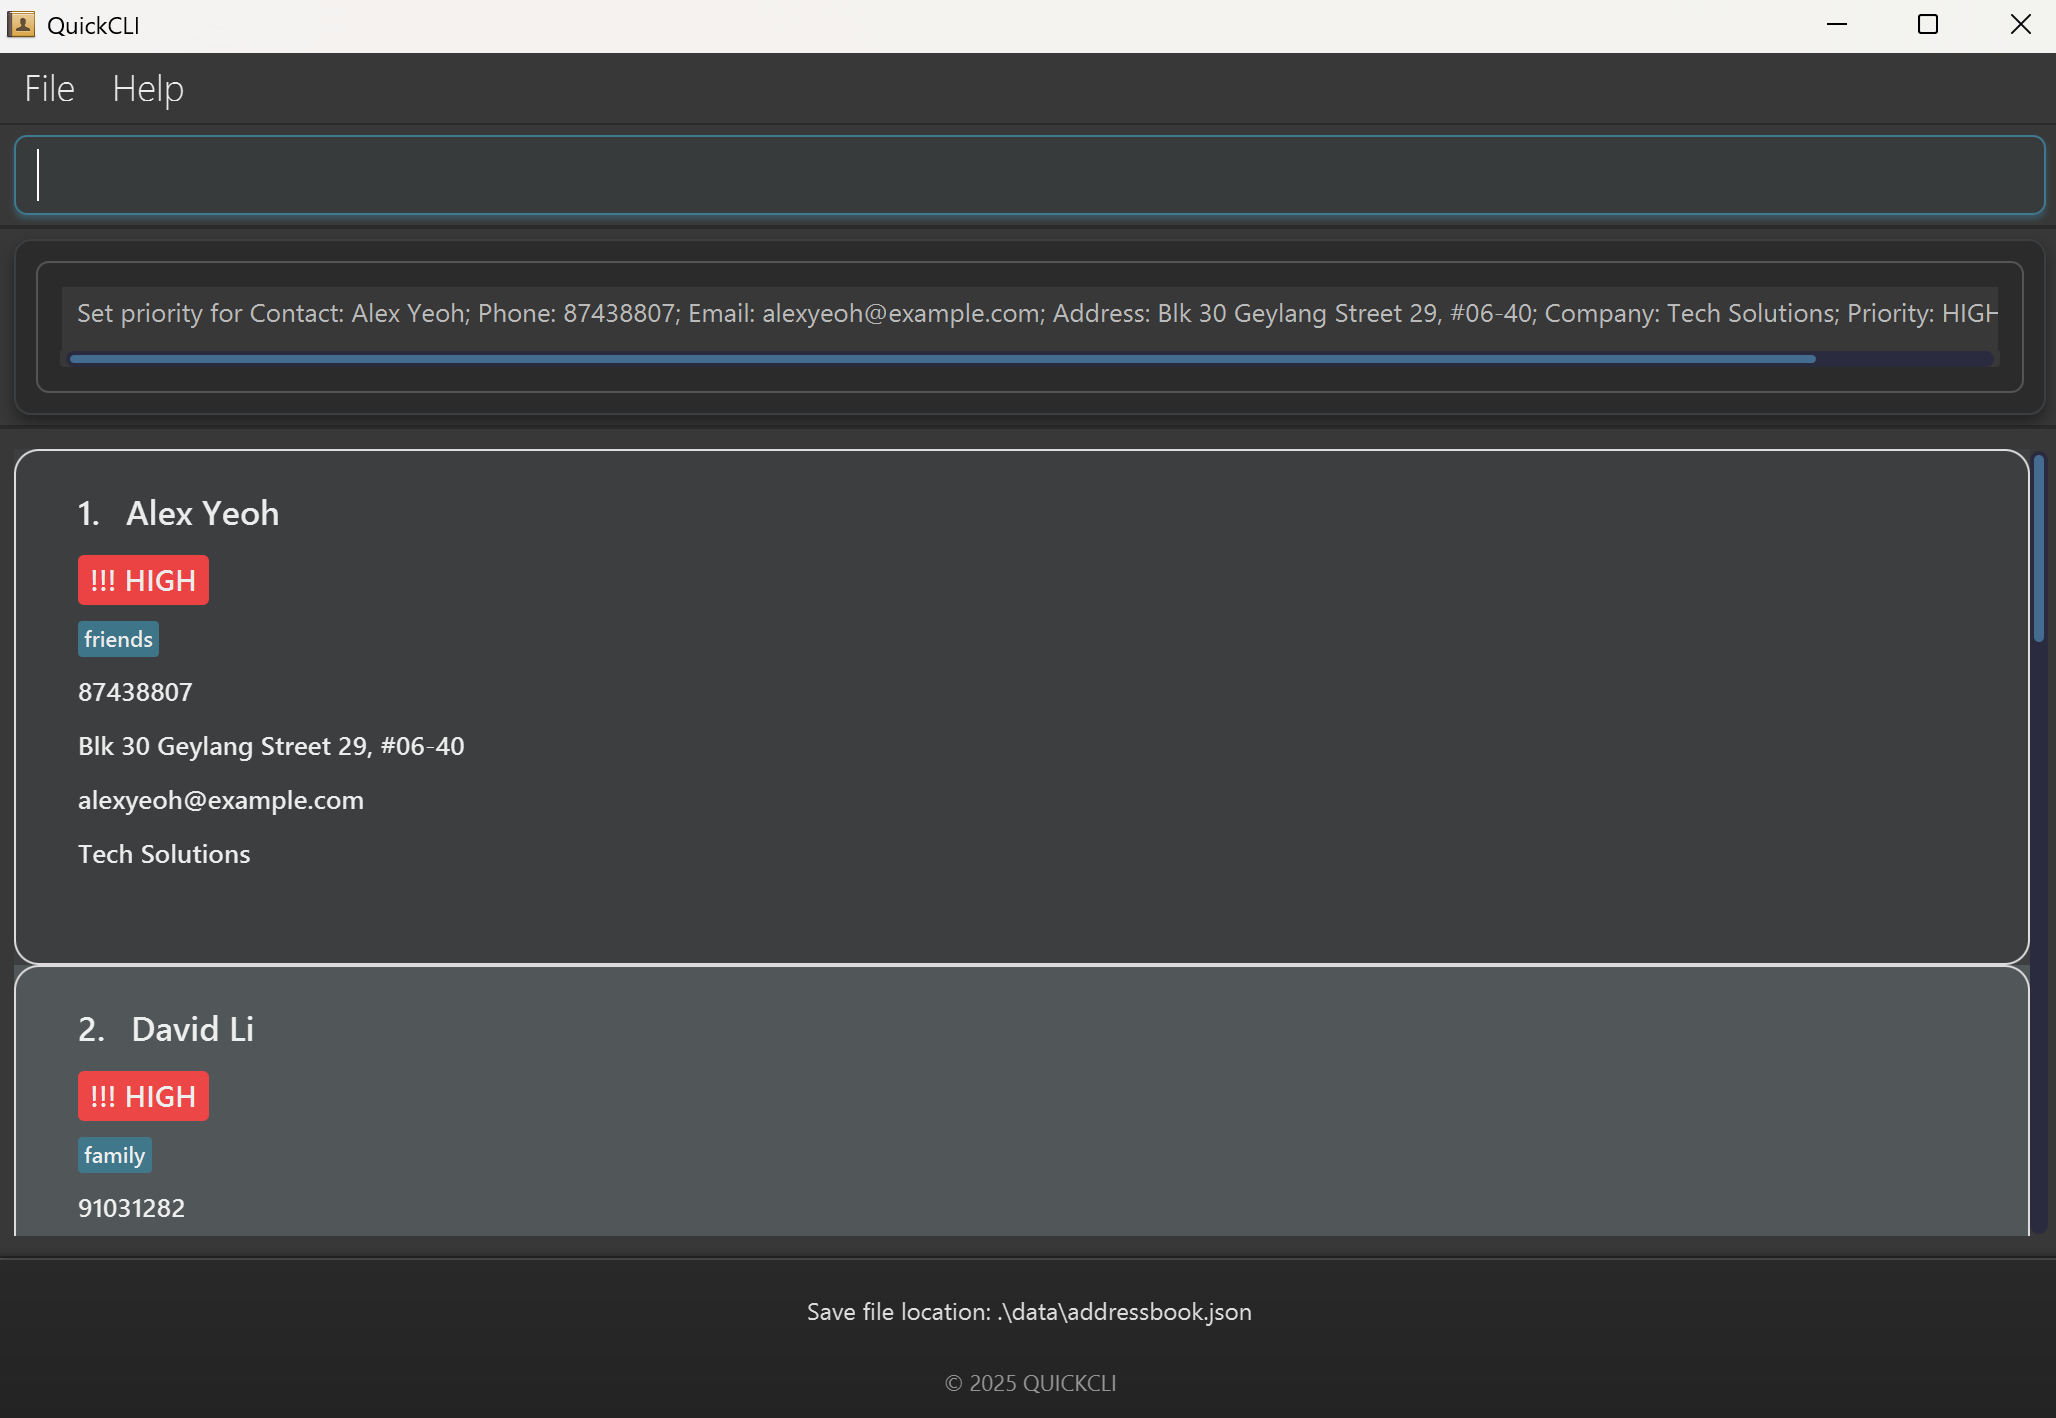 QuickCLI
File Help
Set priority for Contact: Alex Yeoh; Phone: 87438807; Email: alexyeoh@example.com; Address: Blk 30 Geylang Street 29, #06-40; Company: Tech Solutions; Priority: HIGH
1. Alex Yeoh
!!! HIGH
friends
87438807
Blk 30 Geylang Street 29, #06-40
alexyeoh@example.com
Tech Solutions
2. David Li
!!! HIGH
family
91031282
Save file location: .\data\addressbook.json
© 2025 QUICKCLI